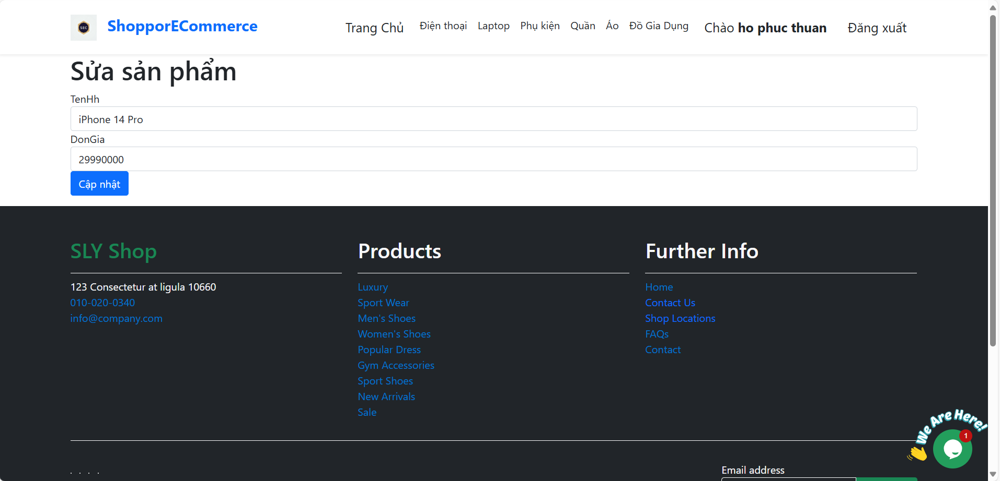 SEC
ShopporECommerce
Trang Chủ
Điện thoại
Laptop
Phụ kiện
Quần
Áo
Đồ Gia Dụng
Chào ho phuc thuan
Đăng xuất
Sửa sản phẩm
TenHh
iPhone 14 Pro
DonGia
29990000
Cập nhật
SLY Shop
123 Consectetur at ligula 10660
010-020-0340
info@company.com
Products
Luxury
Sport Wear
Men's Shoes
Women's Shoes
Popular Dress
Gym Accessories
Sport Shoes
New Arrivals
Sale
Further Info
Home
Contact Us
Shop Locations
FAQs
Contact
We Are Here!
1
. . . .
Email address